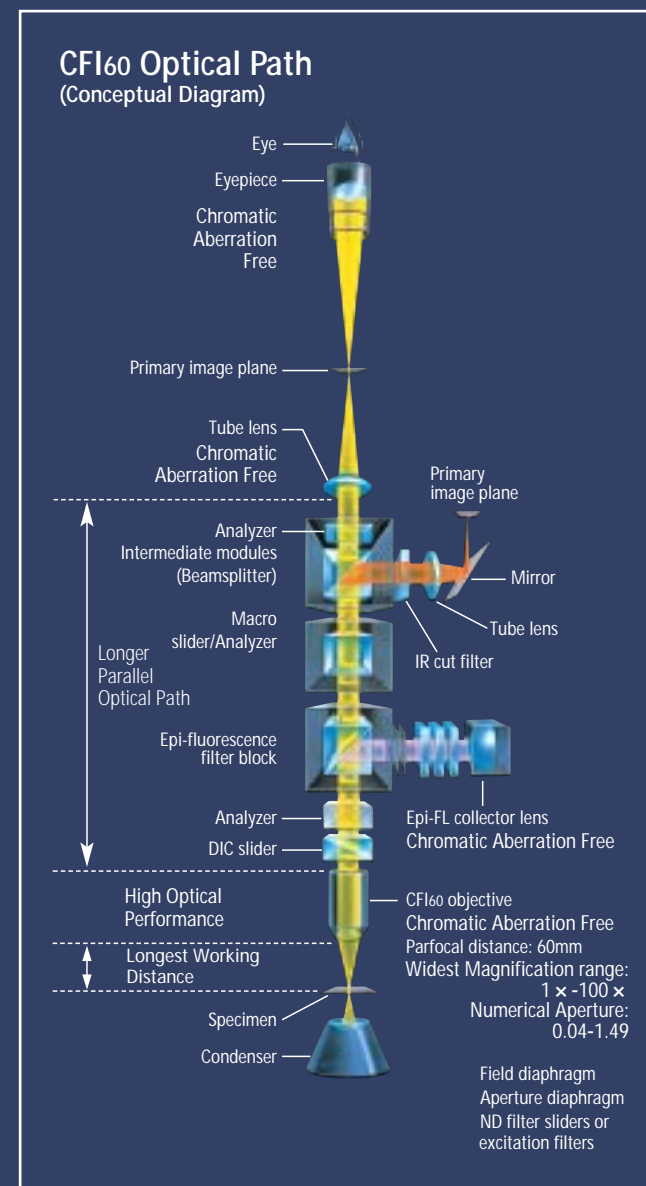 CFI60 Optical Path
(Conceptual Diagram)
Eye
Eyepiece
Chromatic
Aberration
Free
Primary image plane
Tube lens
Chromatic
Aberration Free
Primary
image plane
Analyzer
Intermediate modules
(Beamsplitter)
Mirror
Tube lens
IR cut filter
Macro
slider/Analyzer
Longer
Parallel
Optical Path
Epi-fluorescence
filter block
Analyzer
DIC slider
Epi-FL collector lens
Chromatic Aberration Free
High Optical
Performance
CFI60 objective
Chromatic Aberration Free
Parfocal distance: 60mm
Widest Magnification range:
1 × -100 ×
Numerical Aperture:
0.04-1.49
Longest Working
Distance
Specimen
Condenser
Field diaphragm
Aperture diaphragm
ND filter sliders or
excitation filters